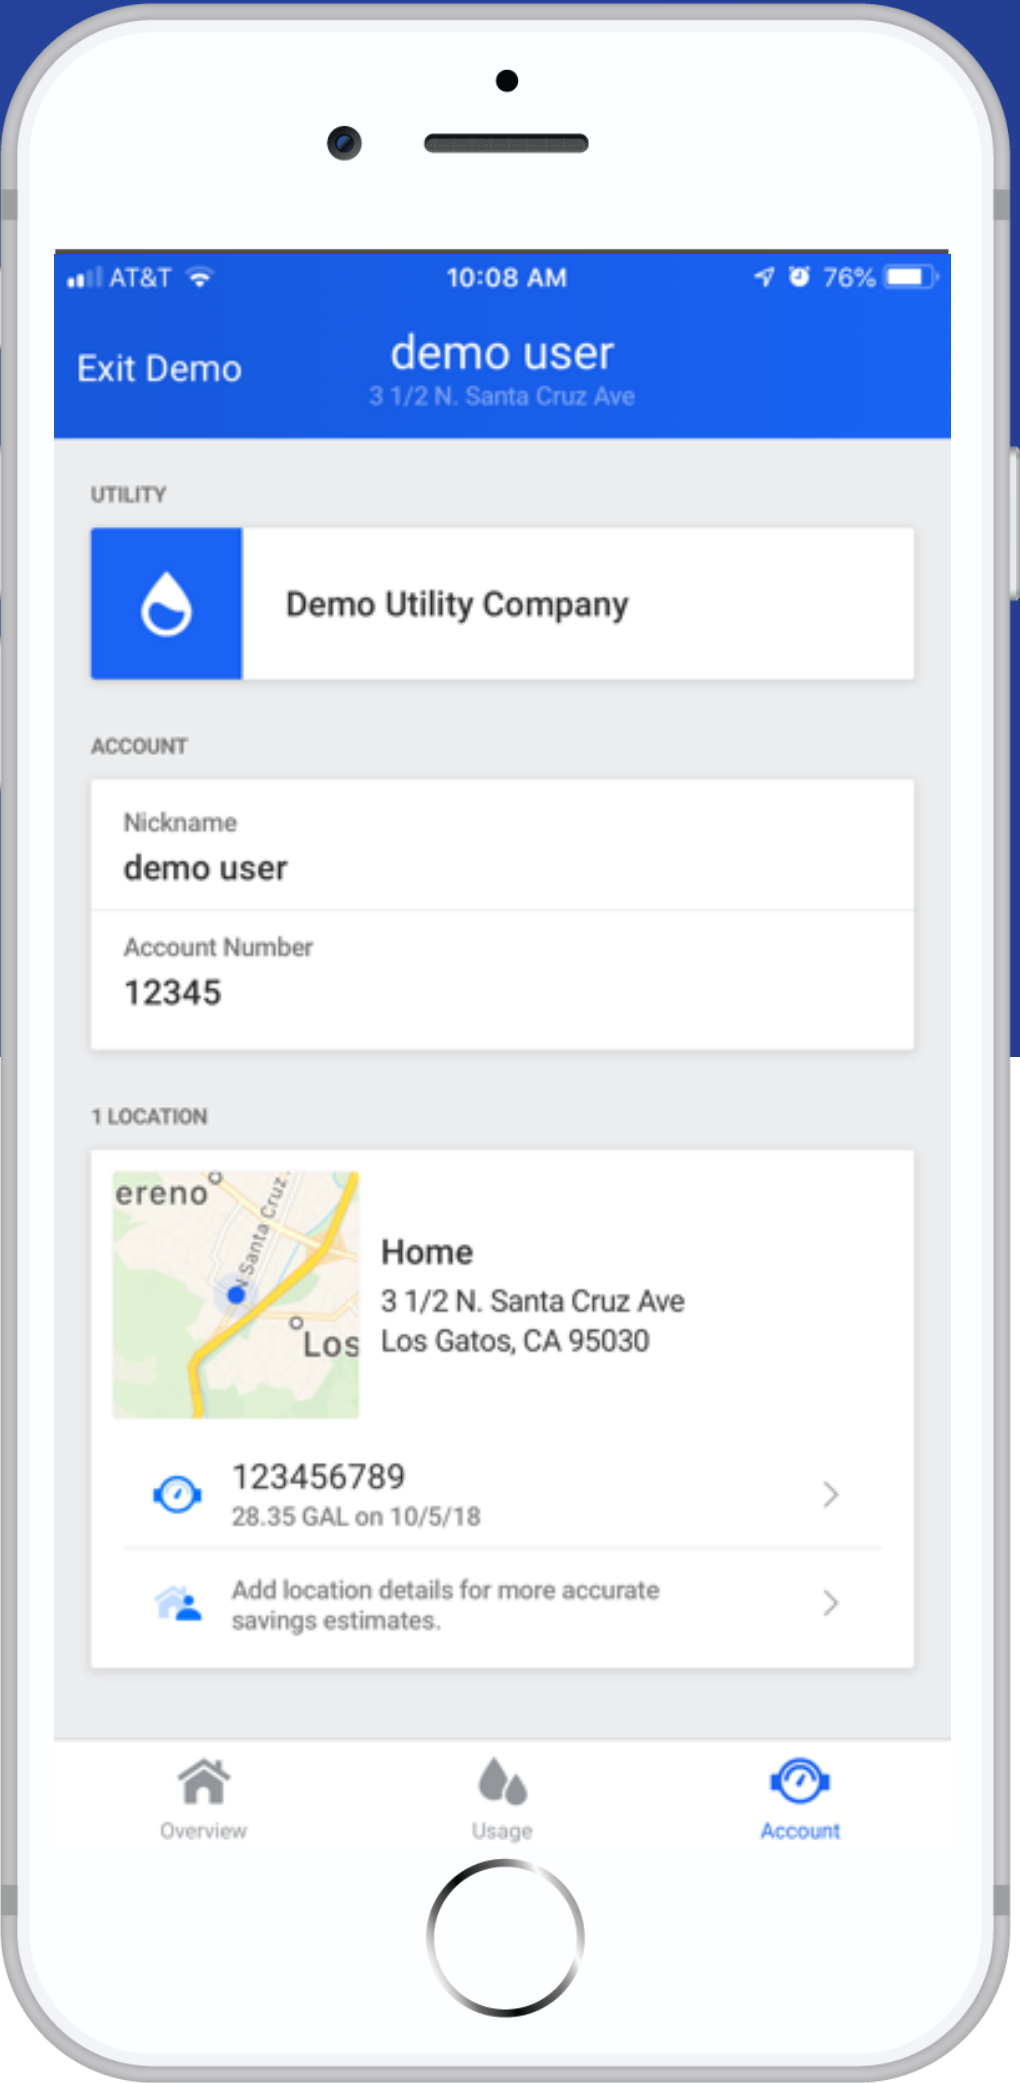 AT&T 10:08 AM 76%
Exit Demo
demo user
3 1/2 N. Santa Cruz Ave
UTILITY
Demo Utility Company
ACCOUNT
Nickname
demo user
Account Number
12345
1 LOCATION
ereno
N Santa Cruz
Los
Home
3 1/2 N. Santa Cruz Ave
Los Gatos, CA 95030
123456789
28.35 GAL on 10/5/18
Add location details for more accurate
savings estimates.
Overview Usage Account